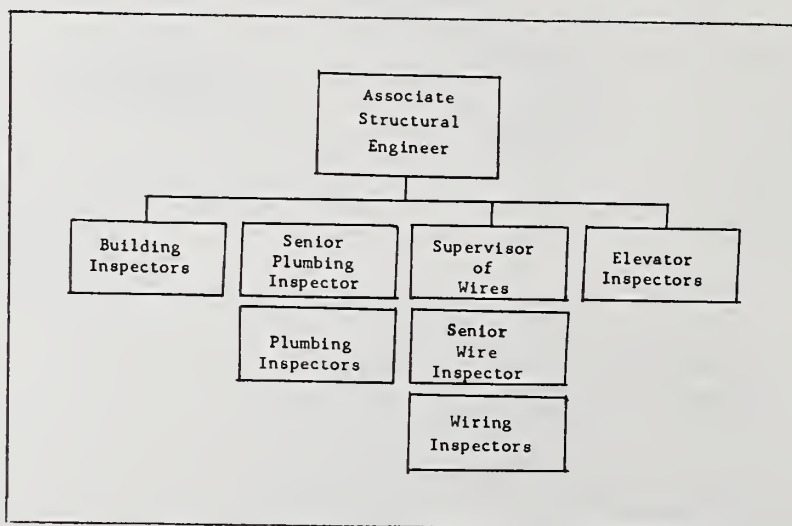 Associate
Structural
Engineer
Building
Inspectors
Senior
Plumbing
Inspector
Supervisor
of
Wires
Elevator
Inspectors
Plumbing
Inspectors
Senior
Wire
Inspector
Wiring
Inspectors